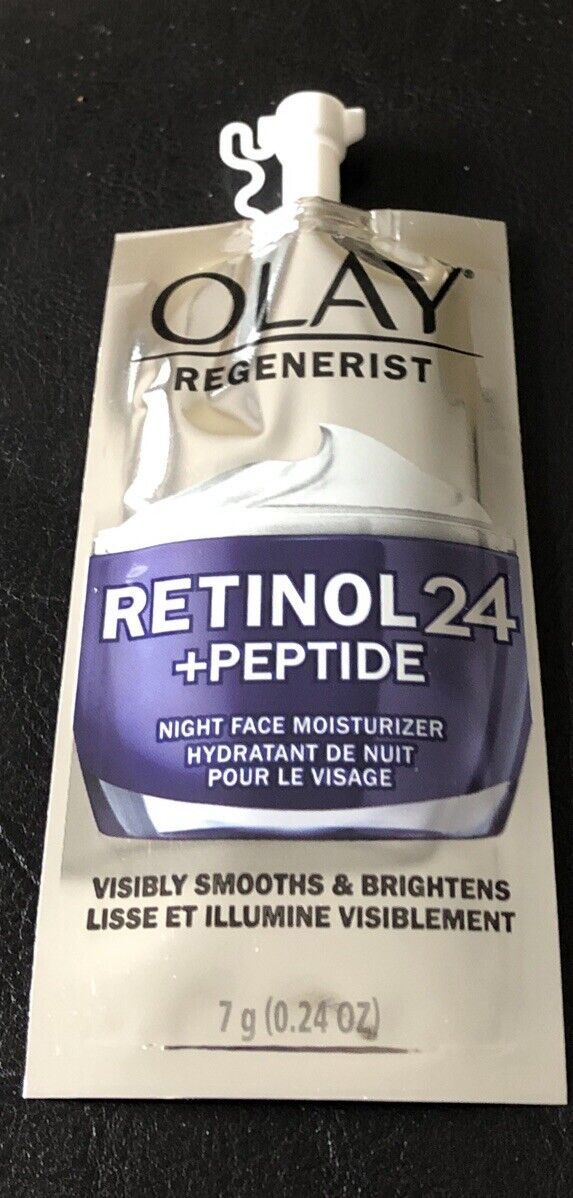 OLAY®
REGENERIST
RETINOL24
+PEPTIDE
NIGHT FACE MOISTURIZER
HYDRATANT DE NUIT
POUR LE VISAGE
VISIBLY SMOOTHS & BRIGHTENS
LISSE ET ILLUMINE VISIBLEMENT
7 g (0.24 OZ)